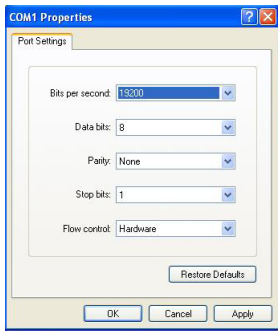 COM1 Properties
Port Settings
Bits per second: 19200
Data bits: 8
Parity: None
Stop bits: 1
Flow control: Hardware
Restore Defaults
OK Cancel Apply